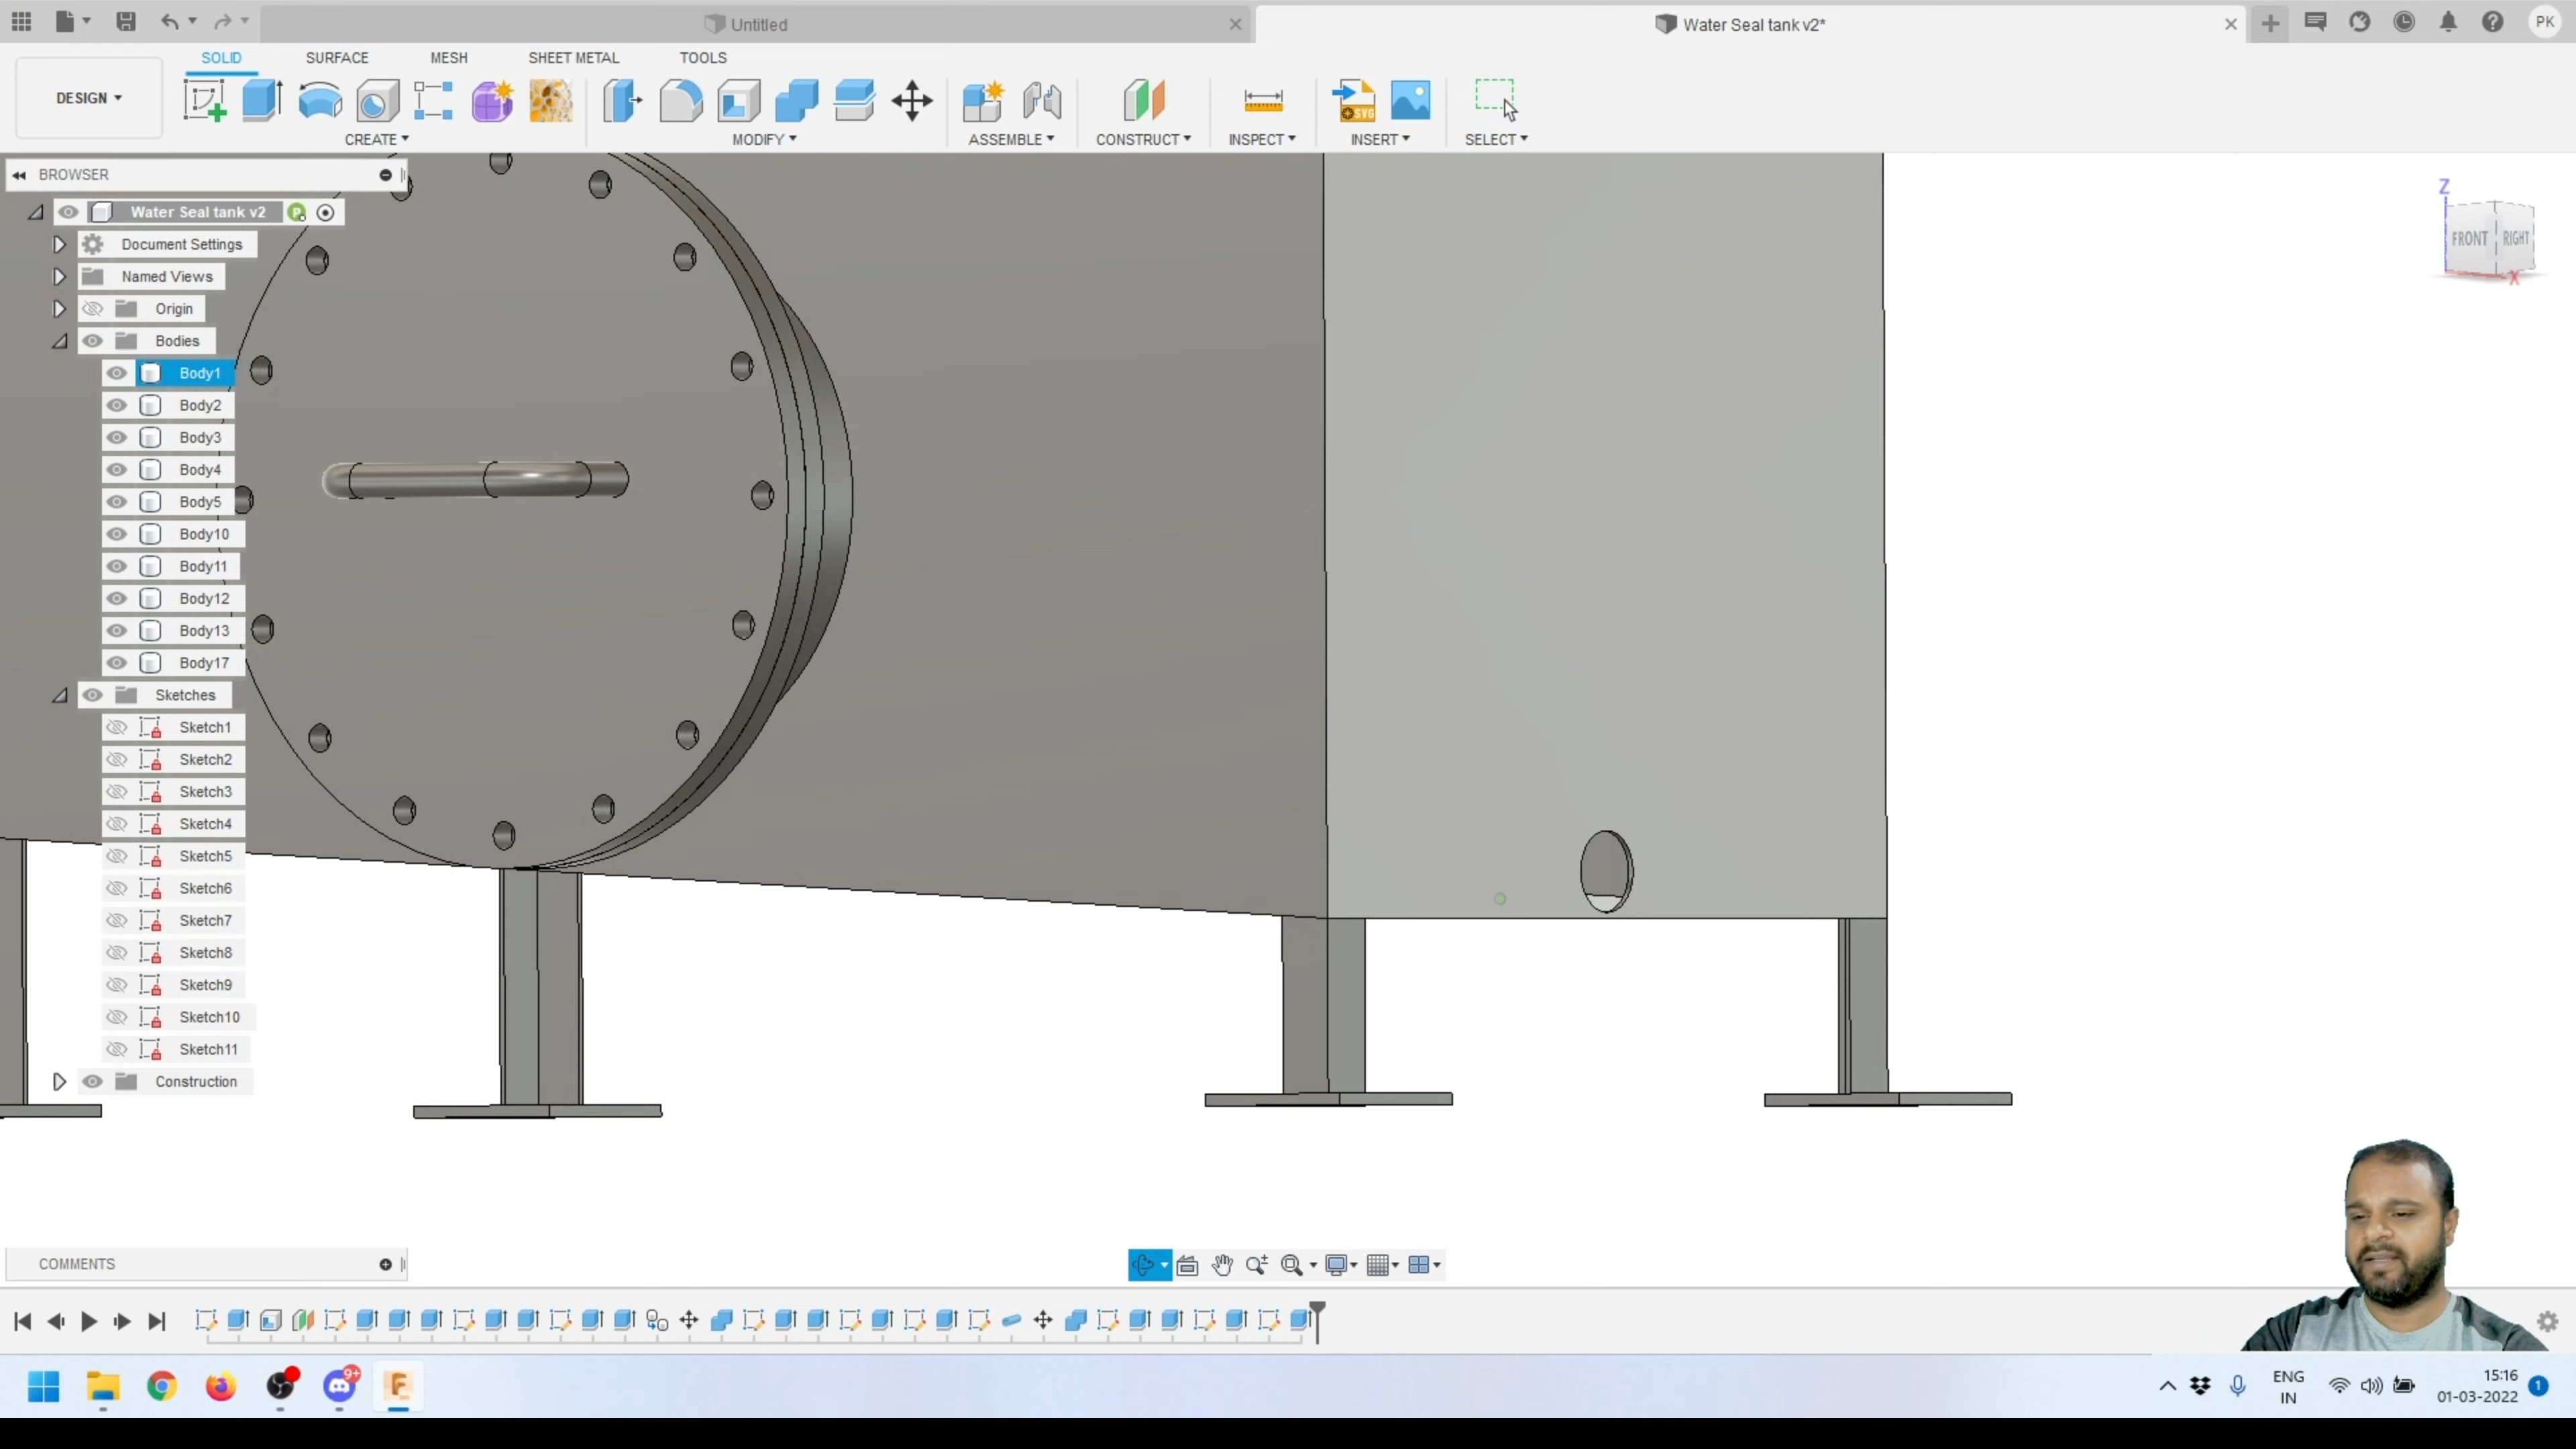 Untitled
Water Seal tank v2*
PK
SOLID
SURFACE
MESH
SHEET METAL
TOOLS
DESIGN
CREATE
MODIFY
ASSEMBLE
CONSTRUCT
INSPECT
INSERT
SELECT
SVG
BROWSER
Water Seal tank v2
Document Settings
Named Views
Origin
Bodies
Body1
Body2
Body3
Body4
Body5
Body10
Body11
Body12
Body13
Body17
Sketches
Sketch1
Sketch2
Sketch3
Sketch4
Sketch5
Sketch6
Sketch7
Sketch8
Sketch9
Sketch10
Sketch11
Construction
Z
FRONT
RIGHT
X
COMMENTS
9+
F
ENG
IN
15:16
01-03-2022
1